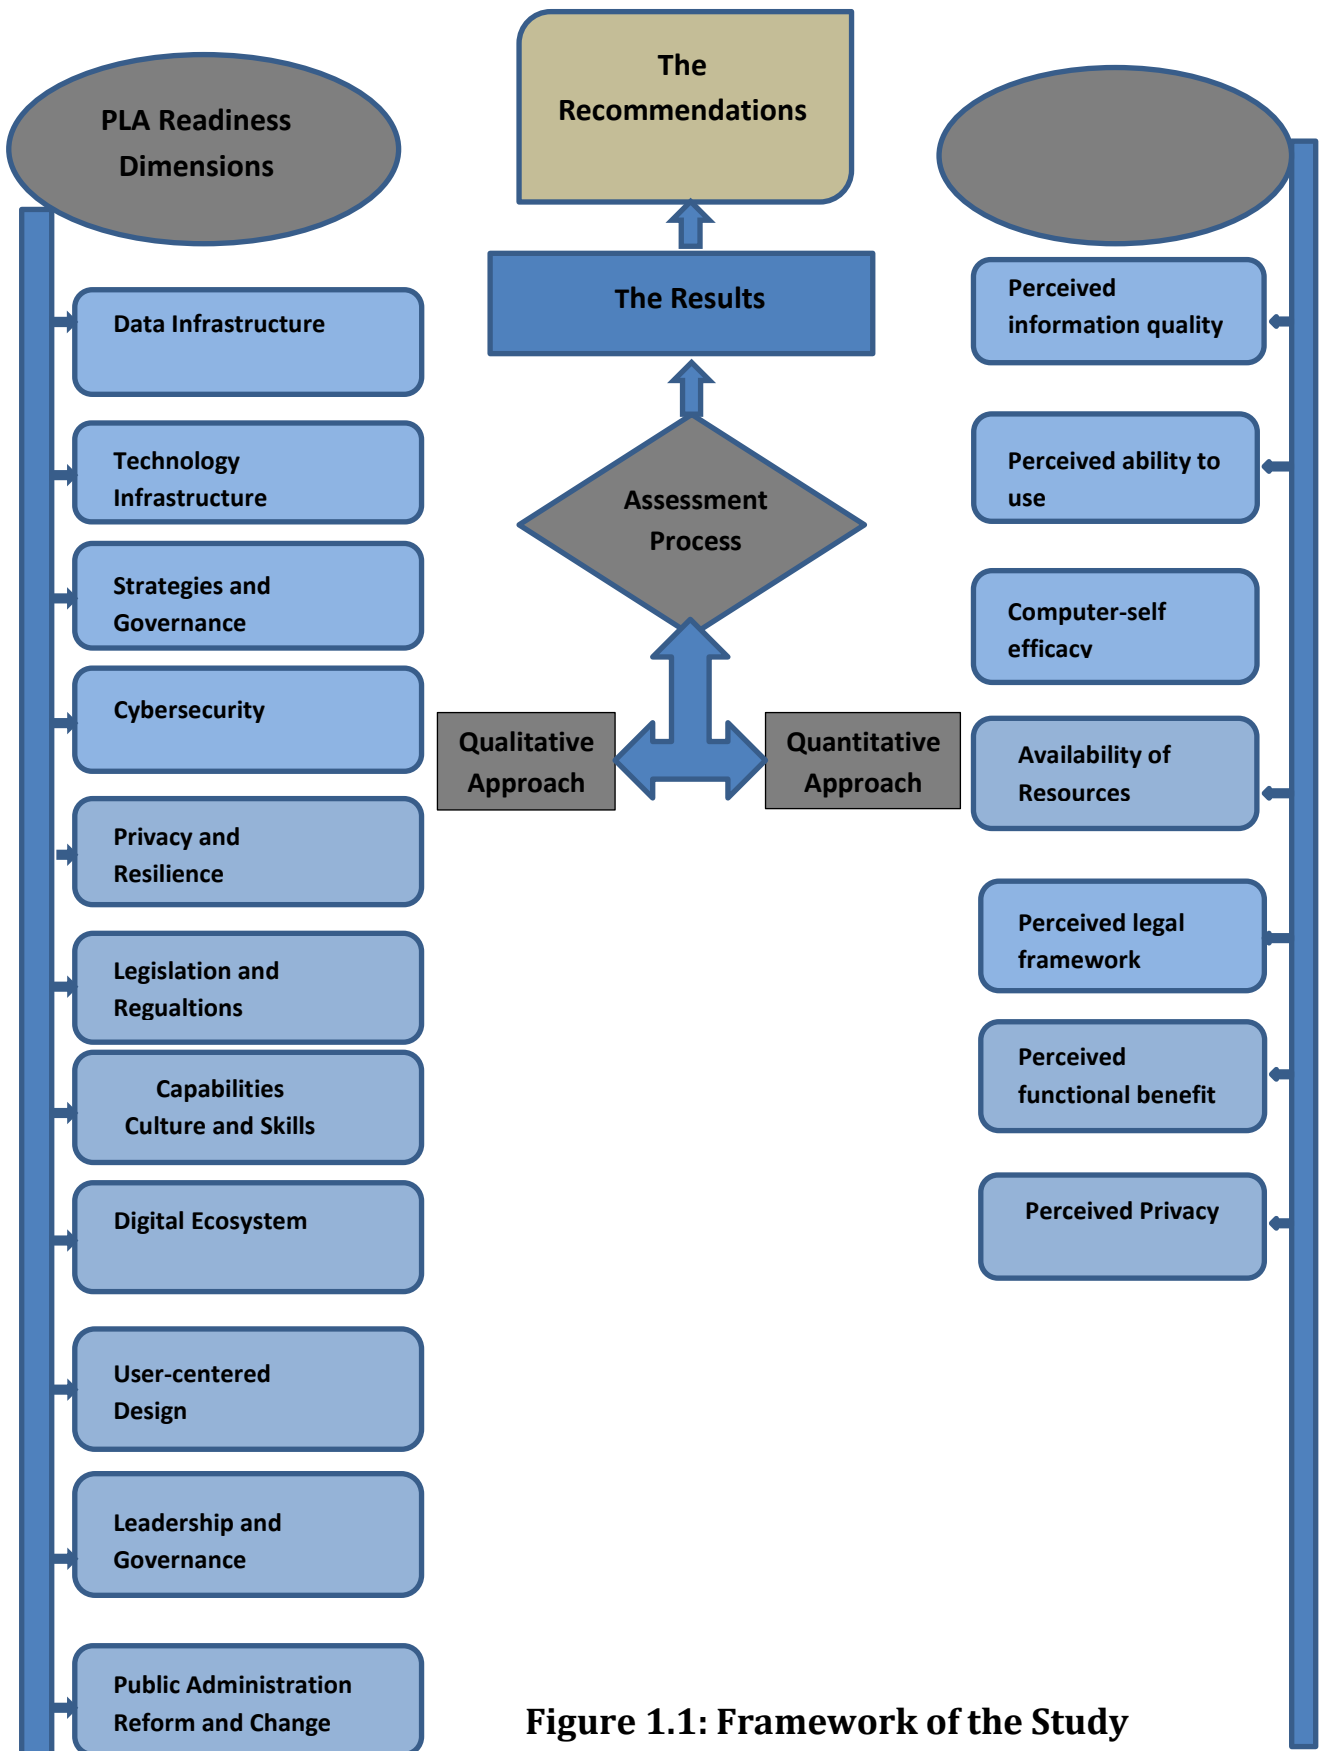 PLA Readiness
Dimensions
Data Infrastructure
Technology
Infrastructure
Strategies and
Governance
Cybersecurity
Privacy and
Resilience
Legislation and
Regualtions
Capabilities
Culture and Skills
Digital Ecosystem
User-centered
Design
Leadership and
Governance
Public Administration
Reform and Change
The
Recommendations
The Results
Assessment
Process
Qualitative
Approach
Quantitative
Approach
Perceived
information quality
Perceived ability to
use
Computer-self
efficacy
Availability of
Resources
Perceived legal
framework
Perceived
functional benefit
Perceived Privacy
Figure 1.1: Framework of the Study